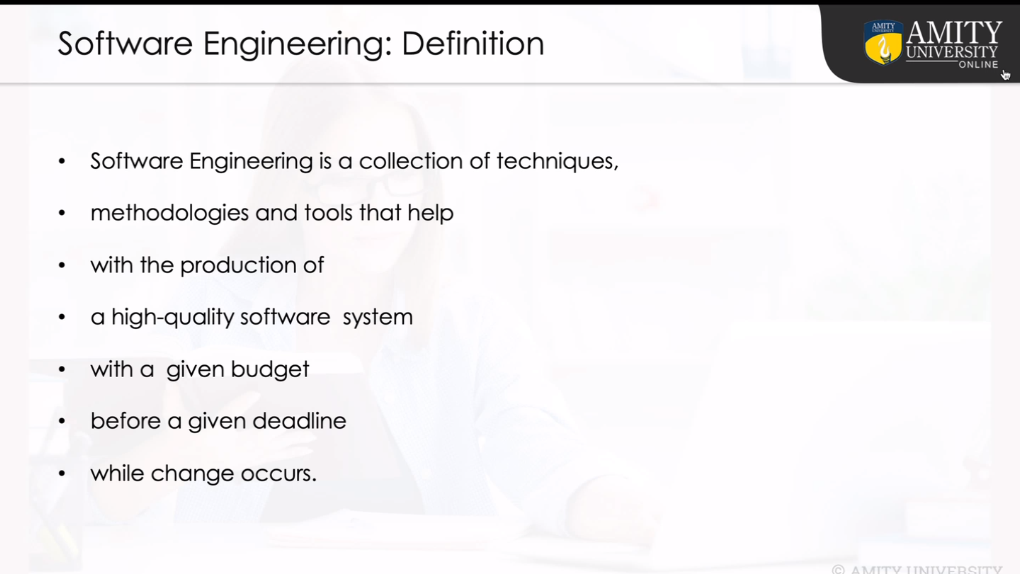 Software Engineering: Definition
AMITY
UNIVERSITY
AMITY
UNIVERSITY
ONLINE
• Software Engineering is a collection of techniques,
• methodologies and tools that help
• with the production of
• a high-quality software  system
• with a  given budget
• before a given deadline
• while change occurs.
© AMITY UNIVERSITY